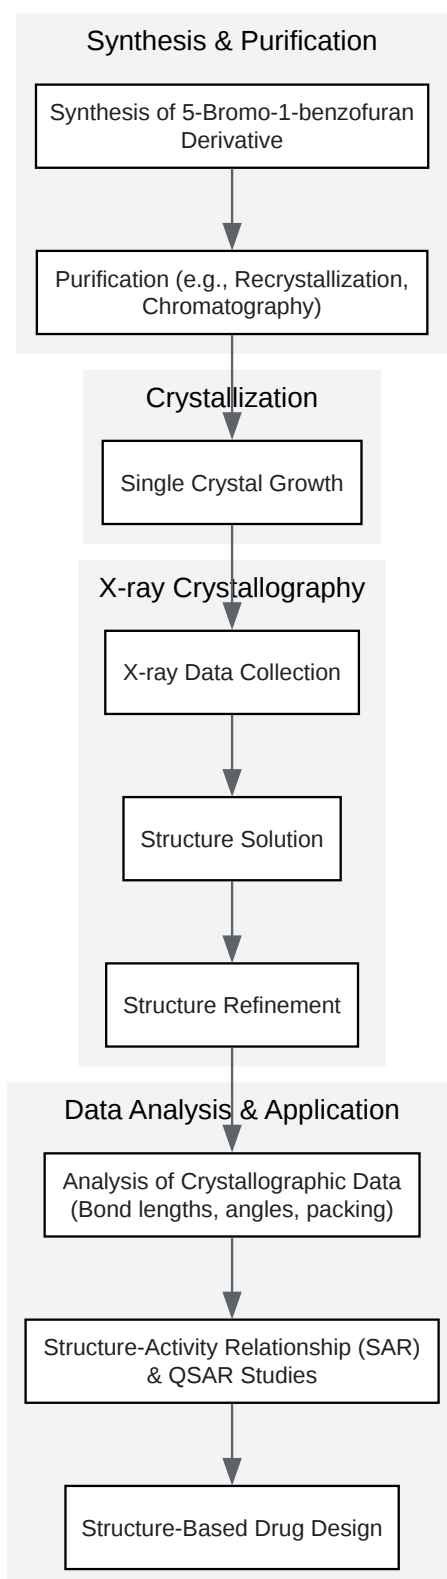 Synthesis & Purification
Synthesis of 5-Bromo-1-benzofuran
Derivative
Purification (e.g., Recrystallization,
Chromatography)
Crystallization
Single Crystal Growth
X-ray Crystallography
X-ray Data Collection
Structure Solution
Structure Refinement
Data Analysis & Application
Analysis of Crystallographic Data
(Bond lengths, angles, packing)
Structure-Activity Relationship (SAR)
& QSAR Studies
Structure-Based Drug Design